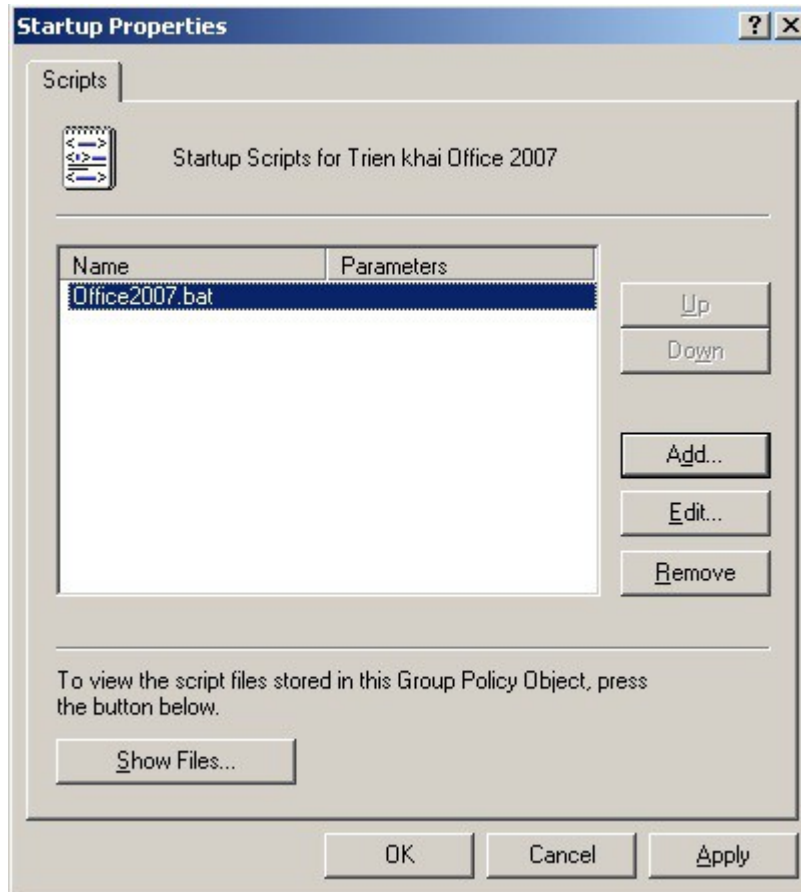 Startup Properties
Scripts
Startup Scripts for Trien khai Office 2007
Name Parameters
Office2007.bat
Up
Down
Add...
Edit...
Remove
To view the script files stored in this Group Policy Object, press
the button below.
Show Files...
OK Cancel Apply